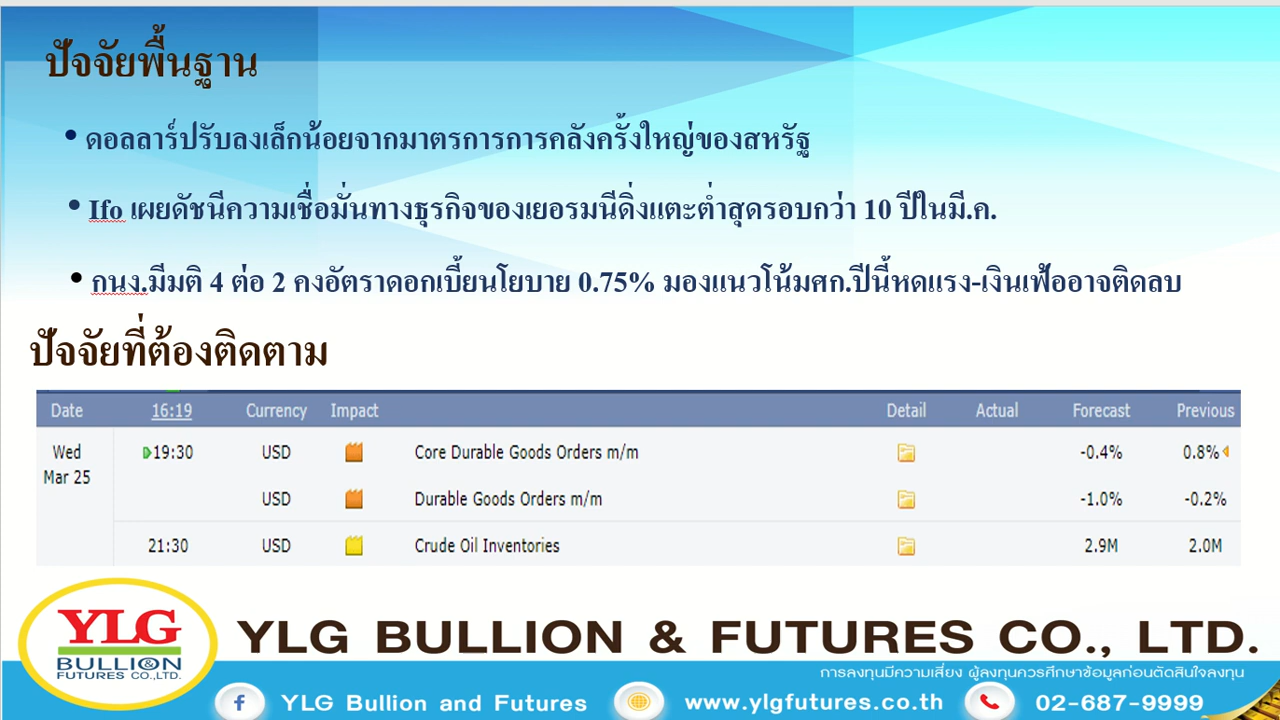 ปัจจัยพื้นฐาน
• ดอลลาร์ปรับลงเล็กน้อยจากมาตรการการคลังครั้งใหญ่ของสหรัฐ
• Ifo เผยดัชนีความเชื่อมั่นทางธุรกิจของเยอรมนีดิ่งแตะต่ำสุดรอบกว่า 10 ปีในมี.ค.
• กนง.มีมติ 4 ต่อ 2 คงอัตราดอกเบี้ยนโยบาย 0.75% มองแนวโน้มศก.ปีนี้หดแรง-เงินเฟ้ออาจติดลบ
ปัจจัยที่ต้องติดตาม
Date 16:19 Currency Impact Detail Actual Forecast Previous
Wed 19:30 USD Core Durable Goods Orders m/m -0.4% 0.8%
Mar 25
USD Durable Goods Orders m/m -1.0% -0.2%
21:30 USD Crude Oil Inventories 2.9M 2.0M
YLG
BULLION
&
FUTURES CO.,LTD.
YLG BULLION & FUTURES CO., LTD.
การลงทุนมีความเสี่ยง ผู้ลงทุนควรศึกษาข้อมูลก่อนตัดสินใจลงทุน
f YLG Bullion and Futures www.ylgfutures.co.th 02-687-9999